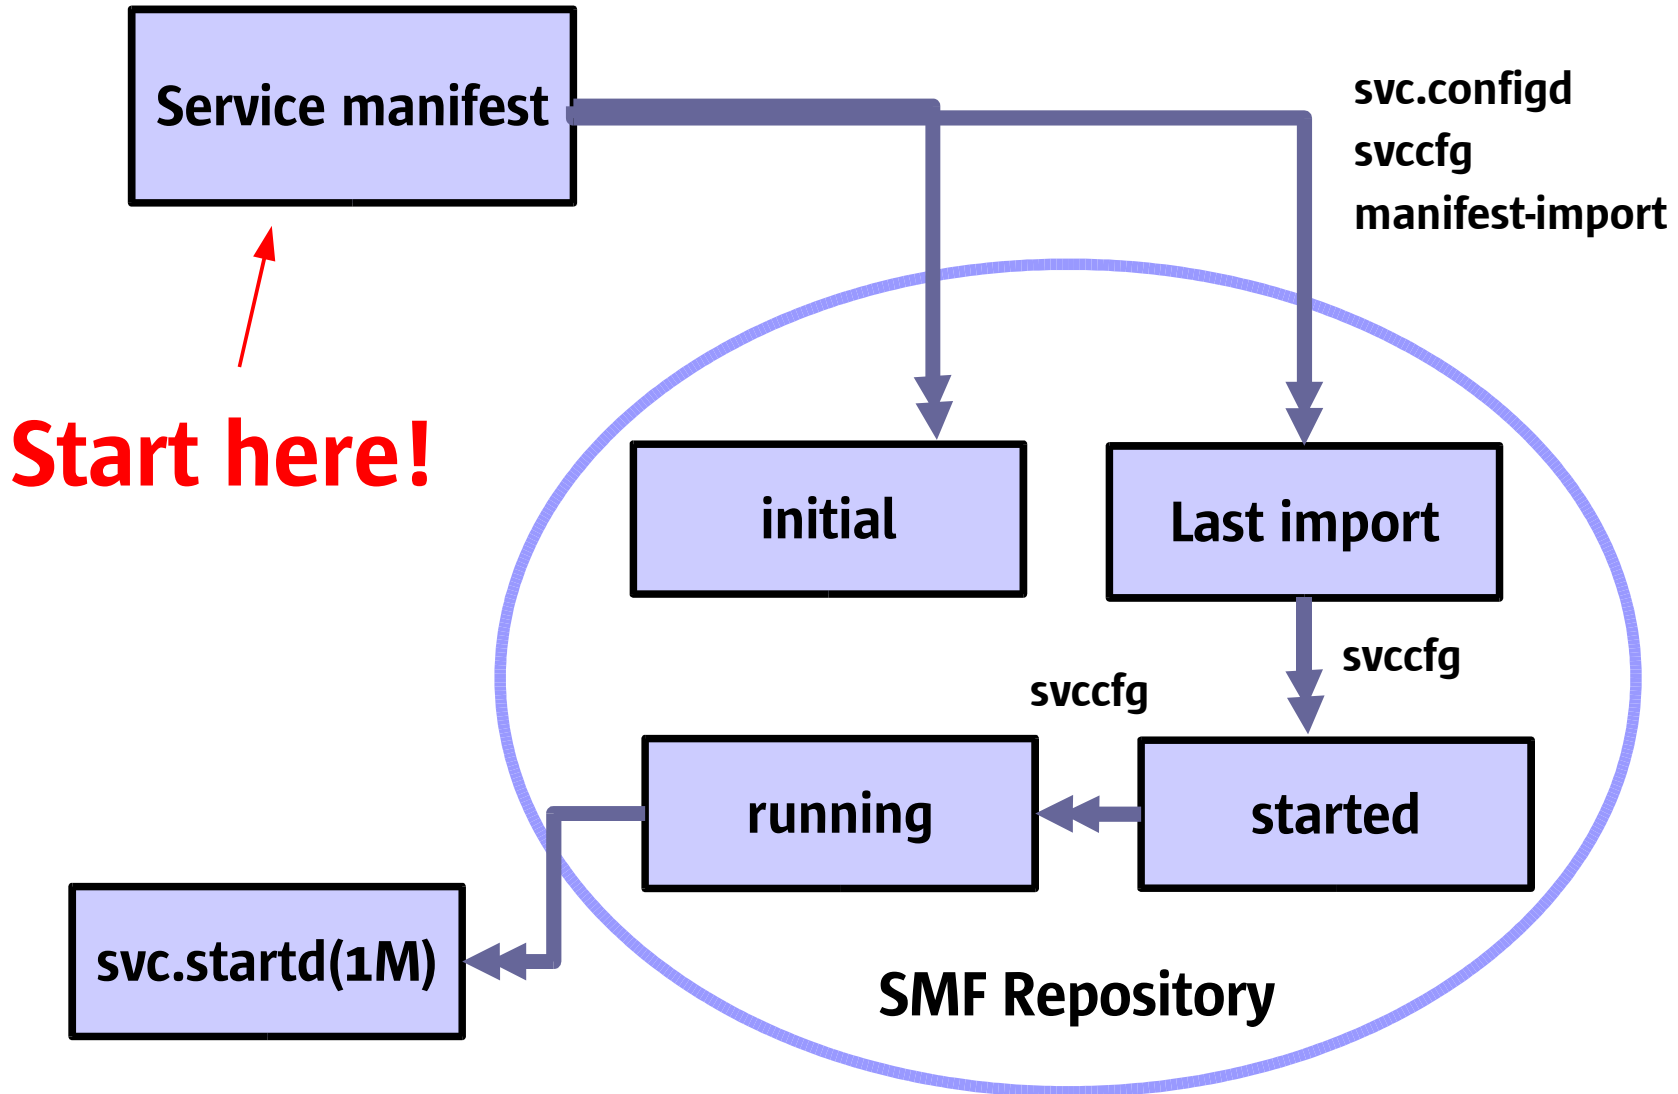 Service manifest
svc.configd
svccfg
manifest-import
Start here!
initial
Last import
svccfg
svccfg
running
started
svc.startd(1M)
SMF Repository